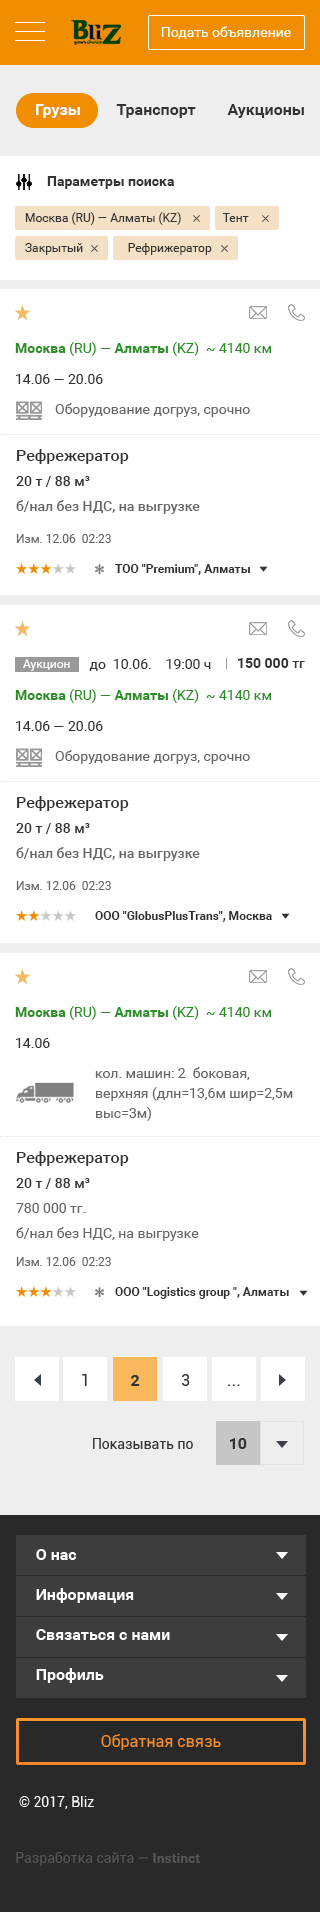 Bliz
your choice
Подать объявление
Грузы Транспорт Аукционы
Параметры поиска
Москва (RU) — Алматы (KZ) × Тент ×
Закрытый × Рефрижератор ×
Москва (RU) — Алматы (KZ) ~ 4140 км
14.06 — 20.06
Оборудование догруз, срочно
Рефрежератор
20 т / 88 м³
б/нал без НДС, на выгрузке
Изм. 12.06 02:23
ТОО "Premium", Алматы
Аукцион до 10.06. 19:00 ч | 150 000 тг
Москва (RU) — Алматы (KZ) ~ 4140 км
14.06 — 20.06
Оборудование догруз, срочно
Рефрежератор
20 т / 88 м³
б/нал без НДС, на выгрузке
Изм. 12.06 02:23
ООО "GlobusPlusTrans", Москва
Москва (RU) — Алматы (KZ) ~ 4140 км
14.06
кол. машин: 2 боковая,
верхняя (длн=13,6м шир=2,5м
выс=3м)
Рефрежератор
20 т / 88 м³
780 000 тг.
б/нал без НДС, на выгрузке
Изм. 12.06 02:23
ООО "Logistics group ", Алматы
1 2 3 ...
Показывать по 10
О нас
Информация
Связаться с нами
Профиль
Обратная связь
© 2017, Bliz
Разработка сайта — Instinct